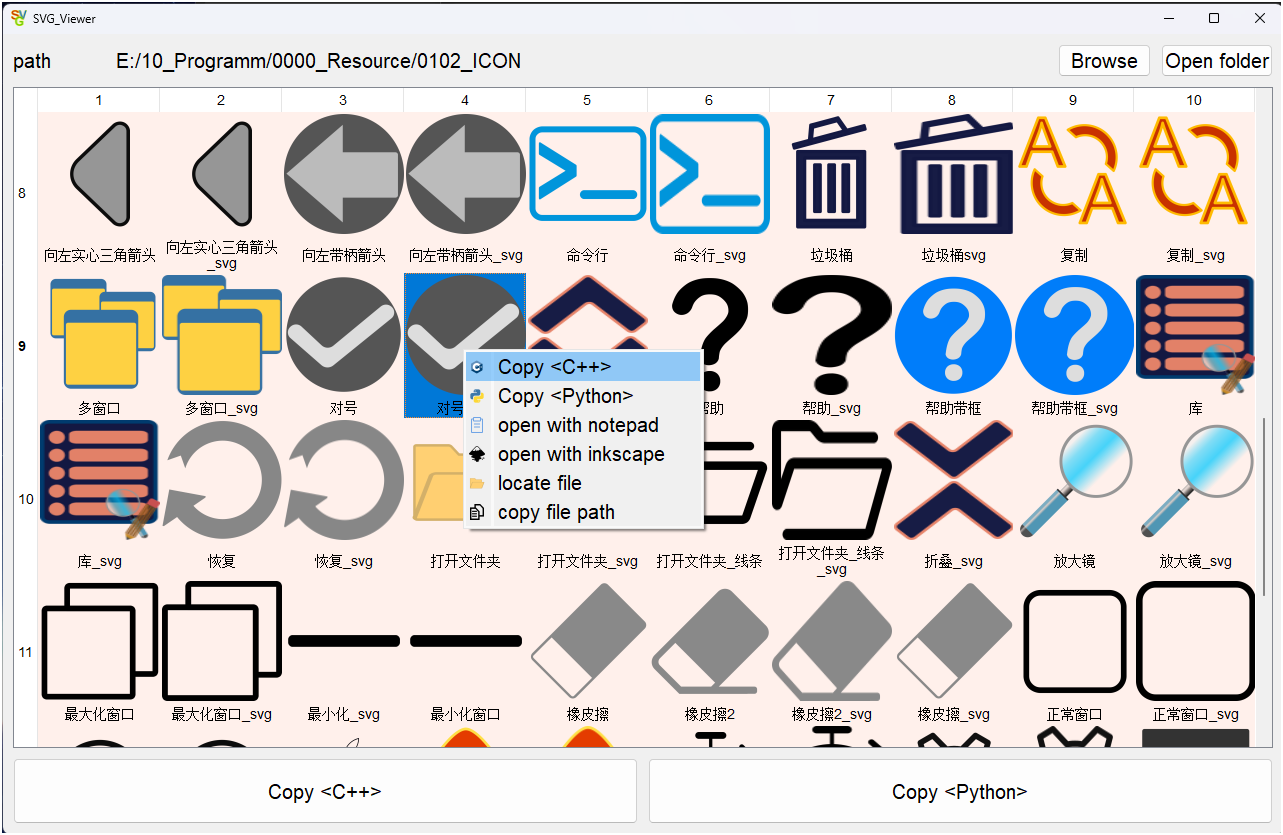 SVG_Viewer
path
E:/10_Programm/0000_Resource/0102_ICON
Browse
Open folder
1
2
3
4
5
6
7
8
9
10
8
向左实心三角箭头
向左实心三角箭头
_svg
向左带柄箭头
向左带柄箭头_svg
命令行
命令行_svg
垃圾桶
垃圾桶svg
复制
复制_svg
9
多窗口
多窗口_svg
对号
对号
帮助
帮助_svg
帮助带框
帮助带框_svg
库
Copy <C++>
Copy <Python>
open with notepad
open with inkscape
locate file
copy file path
10
库_svg
恢复
恢复_svg
打开文件夹
打开文件夹_svg
打开文件夹_线条
打开文件夹_线条
_svg
折叠_svg
放大镜
放大镜_svg
11
最大化窗口
最大化窗口_svg
最小化_svg
最小化窗口
橡皮擦
橡皮擦2
橡皮擦2_svg
橡皮擦_svg
正常窗口
正常窗口_svg
Copy <C++>
Copy <Python>